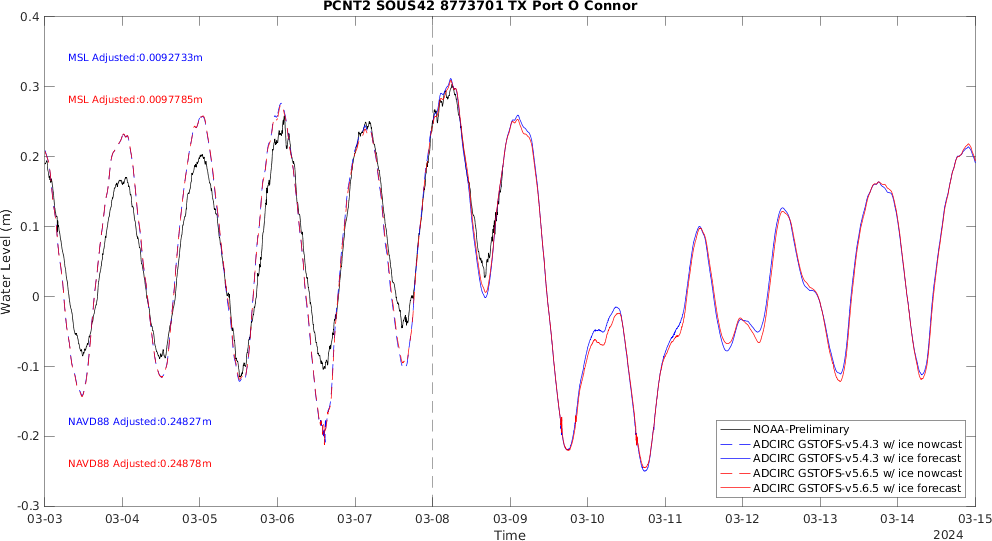 PCNT2 SOUS42 8773701 TX Port O Connor
0.4
MSL Adjusted:0.0092733m
0.3
MSL Adjusted:0.0097785m
0.2
0.1
Water Level (m)
0
-0.1
NAVD88 Adjusted:0.24827m
-0.2
NAVD88 Adjusted:0.24878m
-0.3
NOAA-Preliminary
ADCIRC GSTOFS-v5.4.3 w/ ice nowcast
ADCIRC GSTOFS-v5.4.3 w/ ice forecast
ADCIRC GSTOFS-v5.6.5 w/ ice nowcast
ADCIRC GSTOFS-v5.6.5 w/ ice forecast
03-03 03-04 03-05 03-06 03-07 03-08 03-09 03-10 03-11 03-12 03-13 03-14 03-15
Time
2024